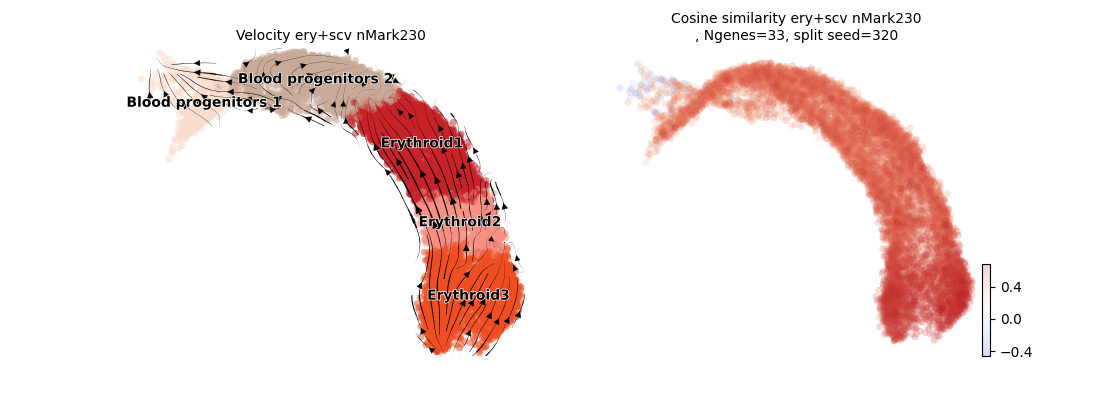 Velocity ery+scv nMark230
Blood progenitors 2
Blood progenitors 1
Erythroid1
Erythroid2
Erythroid3
Cosine similarity ery+scv nMark230
, Ngenes=33, split seed=320
0.4
0.0
−0.4